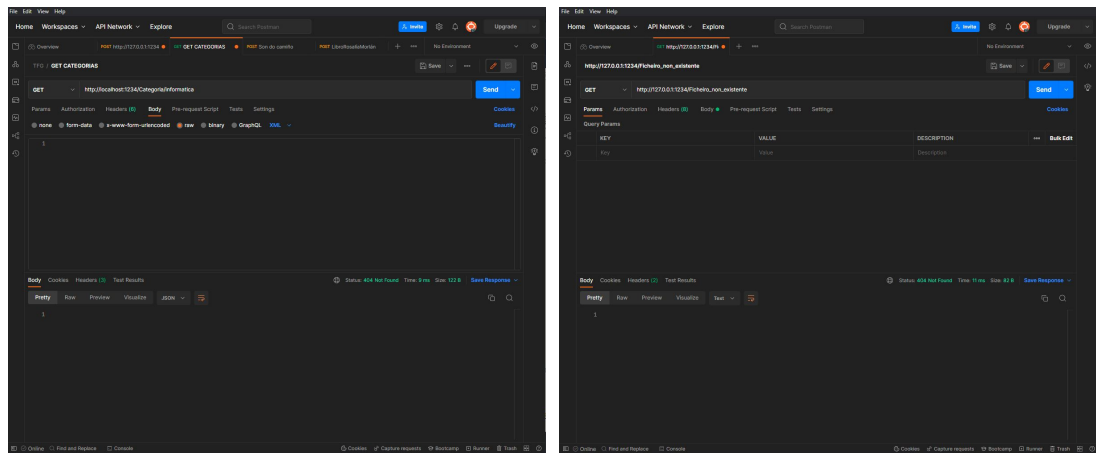 File Edit View Help
Home Workspaces API Network Explore
Search Postman
Invite
Upgrade
Overview
POST http://127.0.0.1:1234
GET GET CATEGORIAS
POST Son do camiño
POST LibroRosaliaMortán
No Environment
TFG / GET CATEGORIAS
Save
GET http://localhost:1234/Categoria/informatica
Send
Params Authorization Headers (6) Body Pre-request Script Tests Settings
Cookies
none form-data x-www-form-urlencoded raw binary GraphQL XML
Beautify
1
Body Cookies Headers (3) Test Results
Status: 404 Not Found Time: 9 ms Size: 122 B Save Response
Pretty Raw Preview Visualize JSON
1
Online Find and Replace Console
Cookies Capture requests Bootcamp Runner Trash
File Edit View Help
Home Workspaces API Network Explore
Search Postman
Invite
Upgrade
Overview
GET http://127.0.0.1:1234/Fi
No Environment
http://127.0.0.1:1234/Ficheiro_non_existente
Save
GET http://127.0.0.1:1234/Ficheiro_non_existente
Send
Params Authorization Headers (8) Body Pre-request Script Tests Settings
Cookies
Query Params
KEY VALUE DESCRIPTION Bulk Edit
Key Value Description
Body Cookies Headers (2) Test Results
Status: 404 Not Found Time: 11 ms Size: 82 B Save Response
Pretty Raw Preview Visualize Text
1
Online Find and Replace Console
Cookies Capture requests Bootcamp Runner Trash